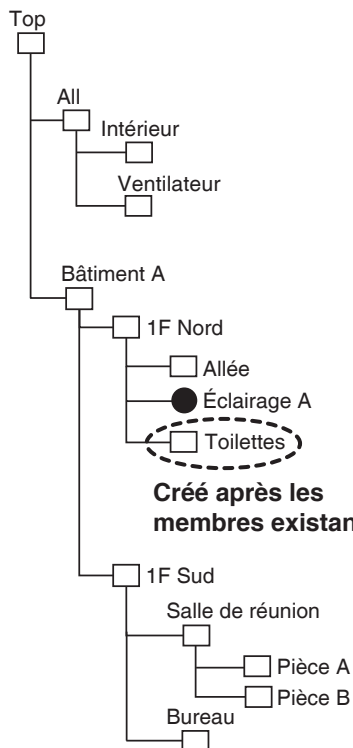 Top
All
Intérieur
Ventilateur
Bâtiment A
1F Nord
Allée
Éclairage A
Toilettes
Créé après les
membres existan
1F Sud
Salle de réunion
Pièce A
Pièce B
Bureau